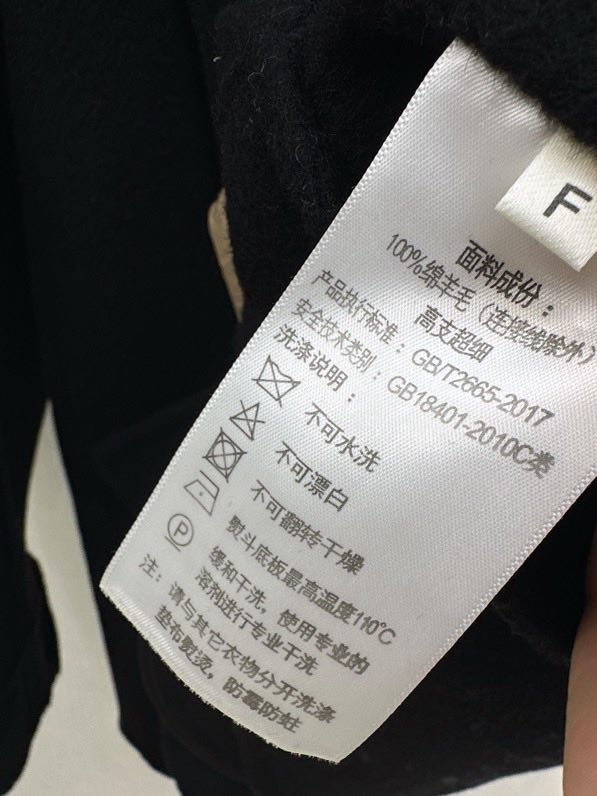 F
面料成份：
100%绵羊毛（连接线除外）
高支超细
产品执行标准：GB/T2665-2017
安全技术类别：GB18401-2010C类
洗涤说明：
不可水洗
不可漂白
不可翻转干燥
熨斗底板最高温度110℃
P
缓和干洗，使用专业的
溶剂进行专业干洗
注：请与其它衣物分开洗涤
垫布熨烫，防霉防蛀